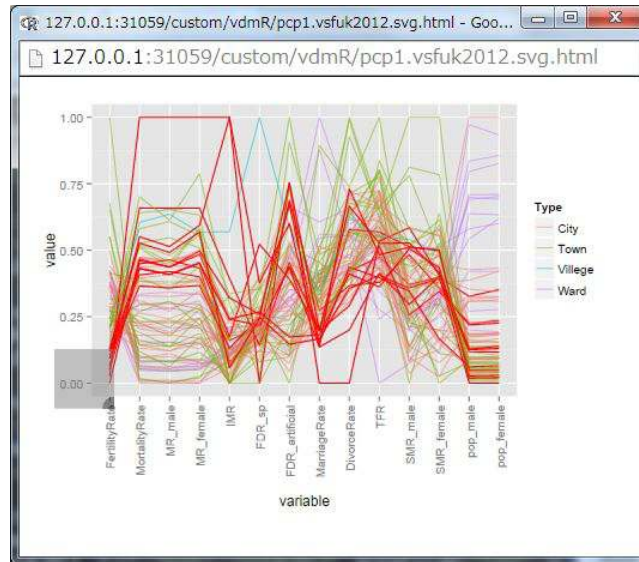 127.0.0.1:31059/custom/vdmR/pcp1.vsfuk2012.svg.html - Goo...
127.0.0.1:31059/custom/vdmR/pcp1.vsfuk2012.svg.html
1.00
0.75
0.50
0.25
0.00
value
FertilityRate
MortalityRate
MR_male
MR_female
IMR
FDR_sp
FDR_artificial
MarriageRate
DivorceRate
TFR
SMR_male
SMR_female
pop_male
pop_female
variable
Type
City
Town
Villege
Ward